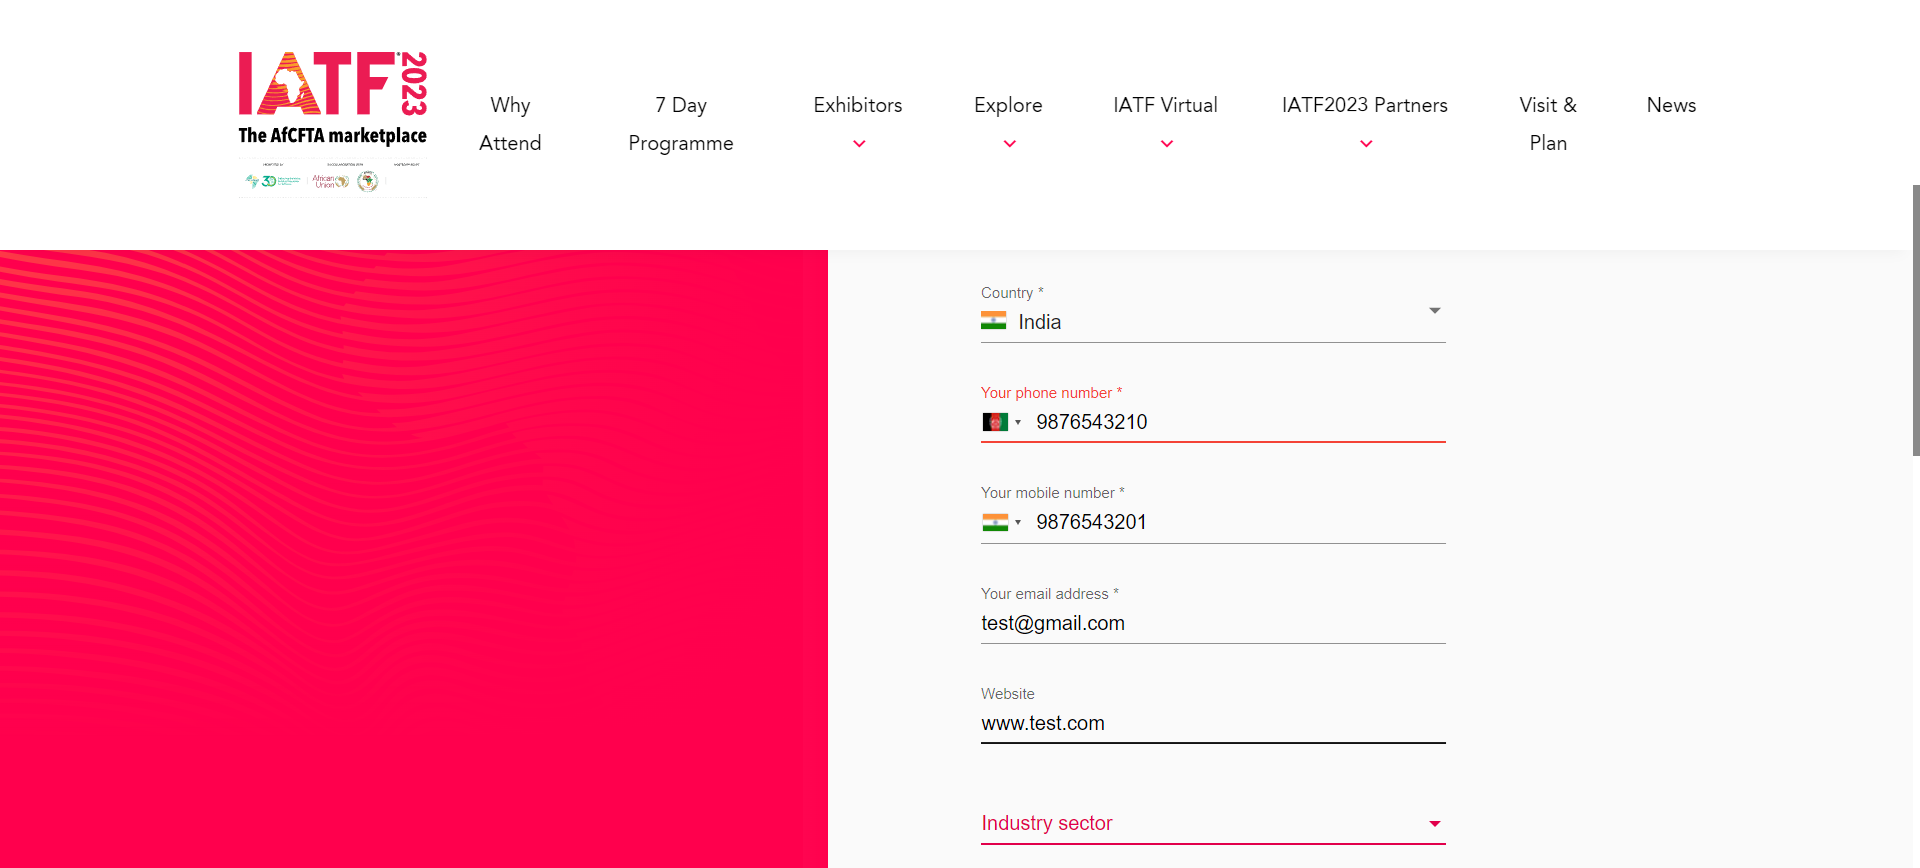 IATF 2023
The AfCFTA marketplace
African
Union
Why
Attend
7 Day
Programme
Exhibitors
Explore
IATF Virtual
IATF2023 Partners
Visit &
Plan
News
Country *
India
Your phone number *
9876543210
Your mobile number *
9876543201
Your email address *
test@gmail.com
Website
www.test.com
Industry sector